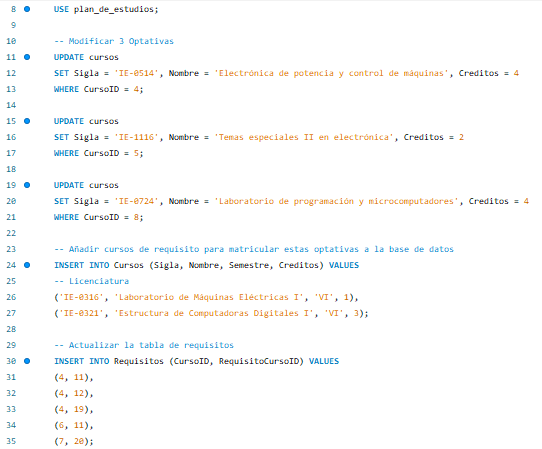 8 USE plan_de_estudios;
9
10 -- Modificar 3 Optativas
11 UPDATE cursos
12 SET Sigla = 'IE-0514', Nombre = 'Electrónica de potencia y control de máquinas', Creditos = 4
13 WHERE CursoID = 4;
14
15 UPDATE cursos
16 SET Sigla = 'IE-1116', Nombre = 'Temas especiales II en electrónica', Creditos = 2
17 WHERE CursoID = 5;
18
19 UPDATE cursos
20 SET Sigla = 'IE-0724', Nombre = 'Laboratorio de programación y microcomputadores', Creditos = 4
21 WHERE CursoID = 8;
22
23 -- Añadir cursos de requisito para matricular estas optativas a la base de datos
24 INSERT INTO Cursos (Sigla, Nombre, Semestre, Creditos) VALUES
25 -- Licenciatura
26 ('IE-0316', 'Laboratorio de Máquinas Eléctricas I', 'VI', 1),
27 ('IE-0321', 'Estructura de Computadoras Digitales I', 'VI', 3);
28
29 -- Actualizar la tabla de requisitos
30 INSERT INTO Requisitos (CursoID, RequisitoCursoID) VALUES
31 (4, 11),
32 (4, 12),
33 (4, 19),
34 (6, 11),
35 (7, 20);